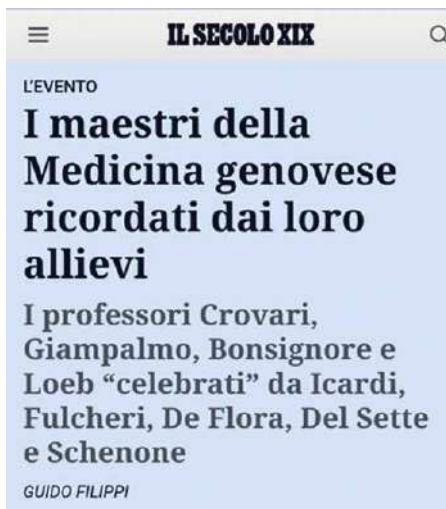 IL SECOLO XIX
L'EVENTO
I maestri della
Medicina genovese
ricordati dai loro
allievi
I professori Crovari,
Giampalmo, Bonsignore e
Loeb “celebrati” da Icardi,
Fulcheri, De Flora, Del Sette
e Schenone
GUIDO FILIPPI